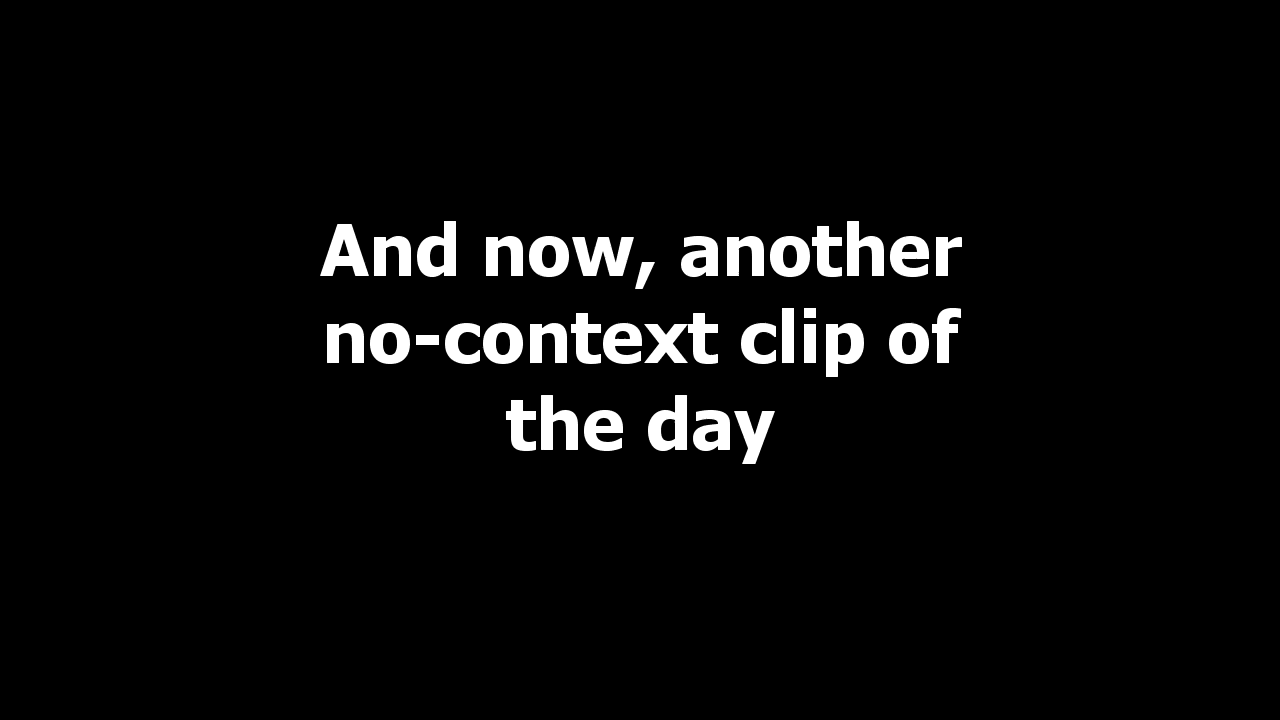 And now, another
no-context clip of
the day